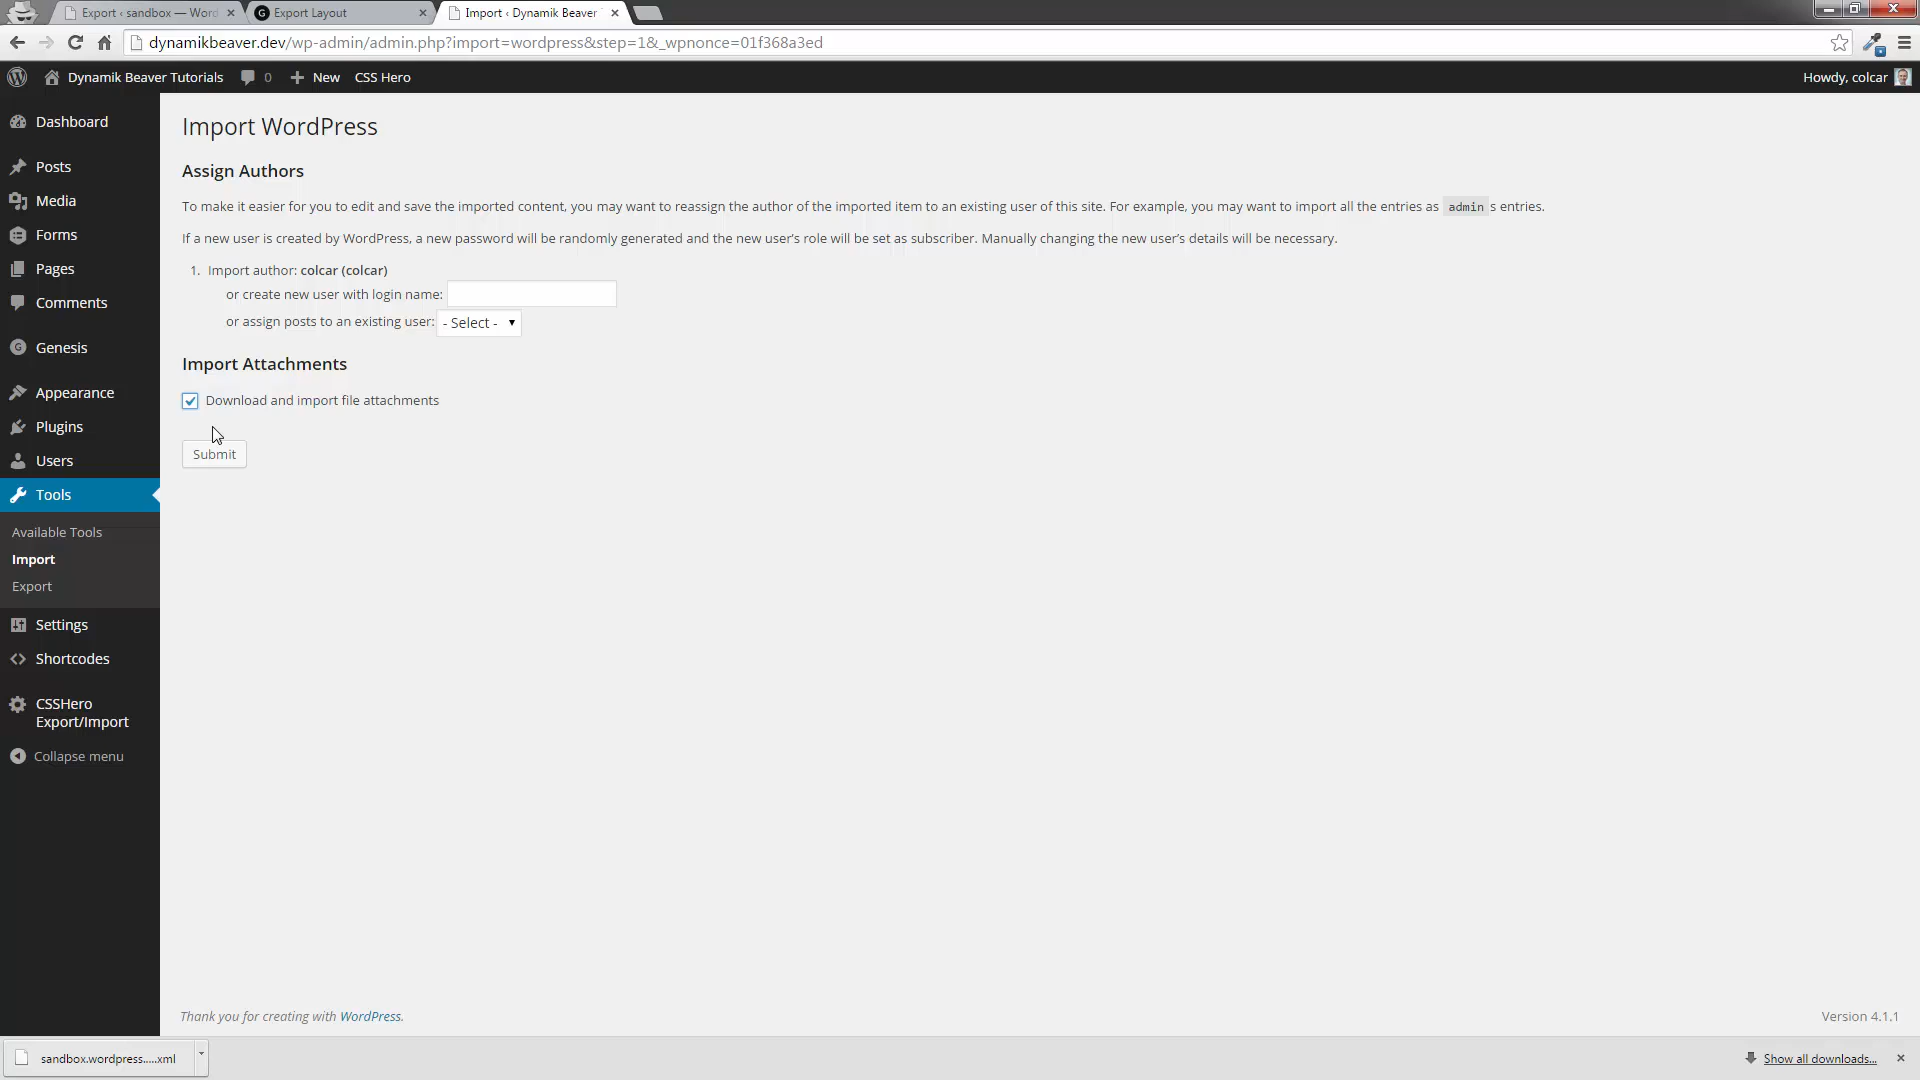 Export ‹ sandbox — Word
Export Layout
Import ‹ Dynamik Beaver
dynamikbeaver.dev/wp-admin/admin.php?import=wordpress&step=1&_wpnonce=01f368a3ed
Dynamik Beaver Tutorials
0
New
CSS Hero
Howdy, colcar
Dashboard
Posts
Media
Forms
Pages
Comments
Genesis
Appearance
Plugins
Users
Tools
Available Tools
Import
Export
Settings
Shortcodes
CSSHero
Export/Import
Collapse menu
Import WordPress
Assign Authors
To make it easier for you to edit and save the imported content, you may want to reassign the author of the imported item to an existing user of this site. For example, you may want to import all the entries as admin s entries.
If a new user is created by WordPress, a new password will be randomly generated and the new user’s role will be set as subscriber. Manually changing the new user’s details will be necessary.
1. Import author: colcar (colcar)
or create new user with login name:
or assign posts to an existing user: - Select -
Import Attachments
Download and import file attachments
Submit
Thank you for creating with WordPress.
Version 4.1.1
sandbox.wordpress.....xml
Show all downloads...